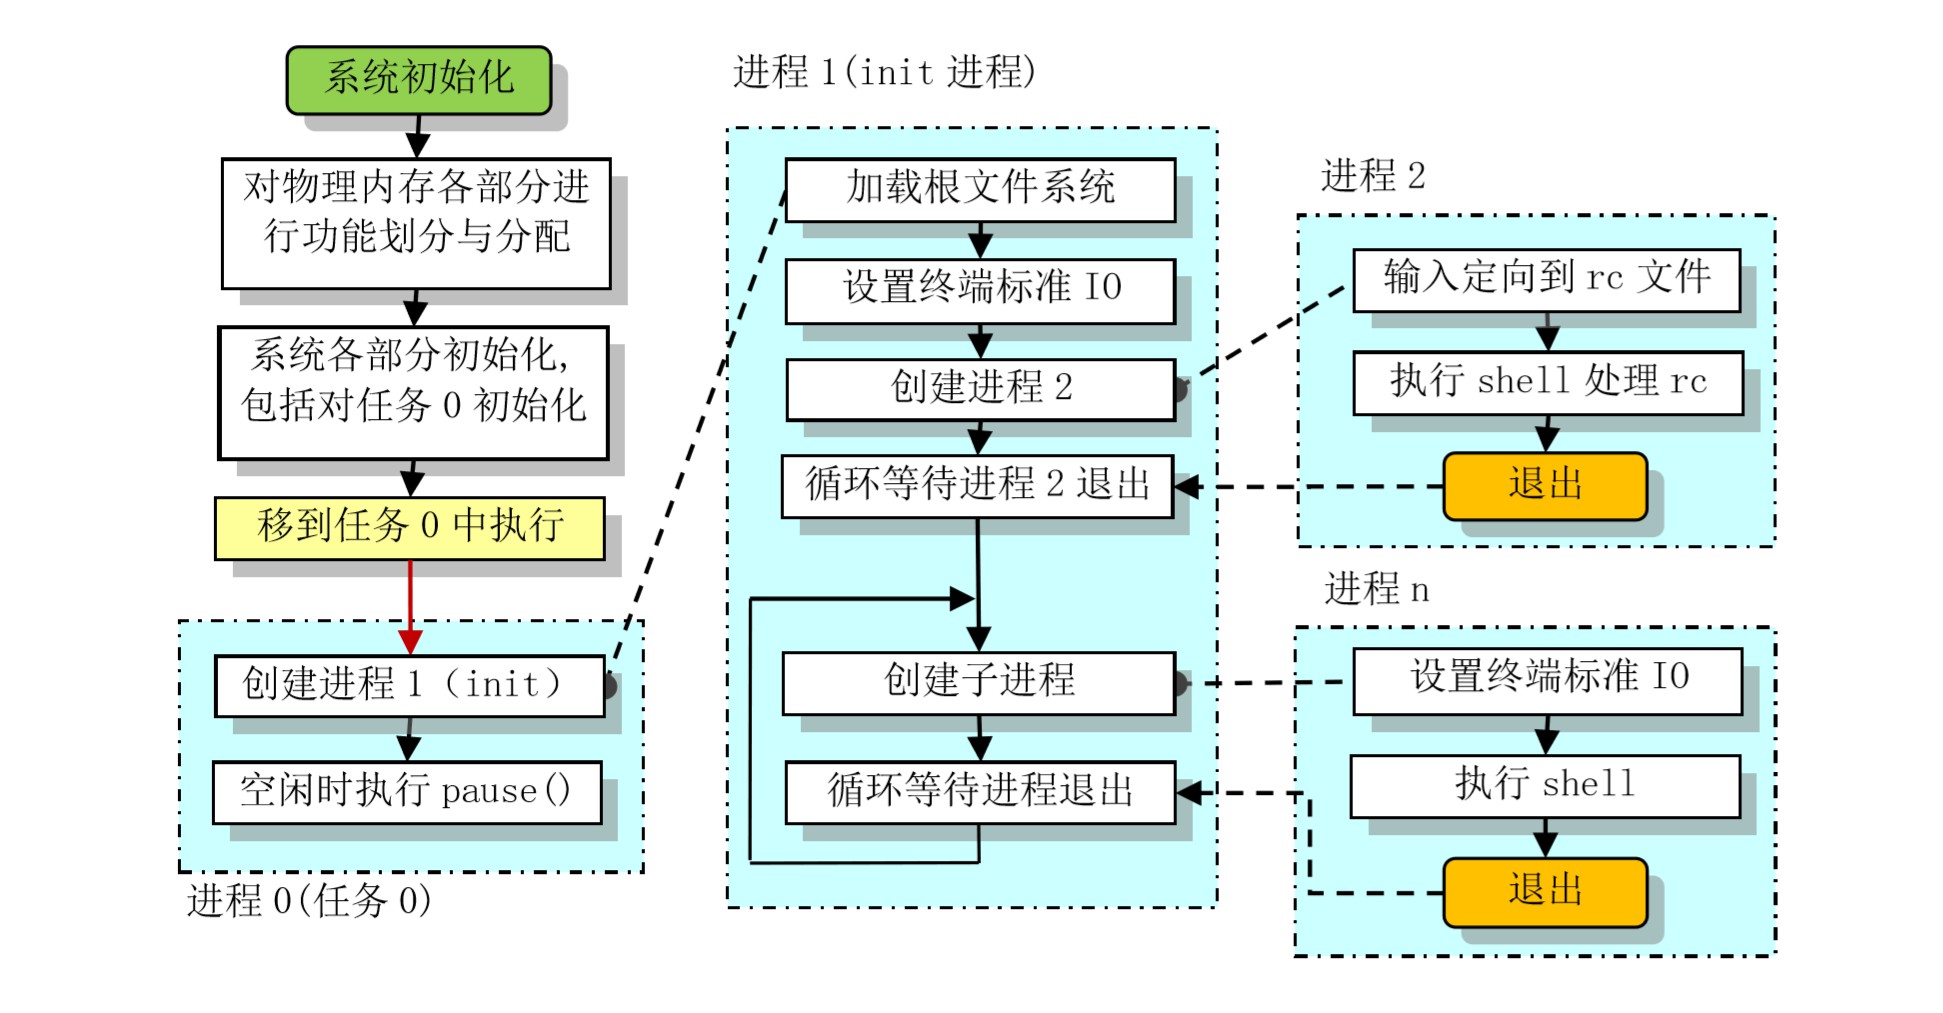 系统初始化
对物理内存各部分进
行功能划分与分配
系统各部分初始化,
包括对任务 0 初始化
移到任务 0 中执行
创建进程 1（init）
空闲时执行 pause()
进程 0(任务 0)
进程 1(init 进程)
加载根文件系统
设置终端标准 IO
创建进程 2
循环等待进程 2 退出
创建子进程
循环等待进程退出
进程 2
输入定向到 rc 文件
执行 shell 处理 rc
退出
进程 n
设置终端标准 IO
执行 shell
退出